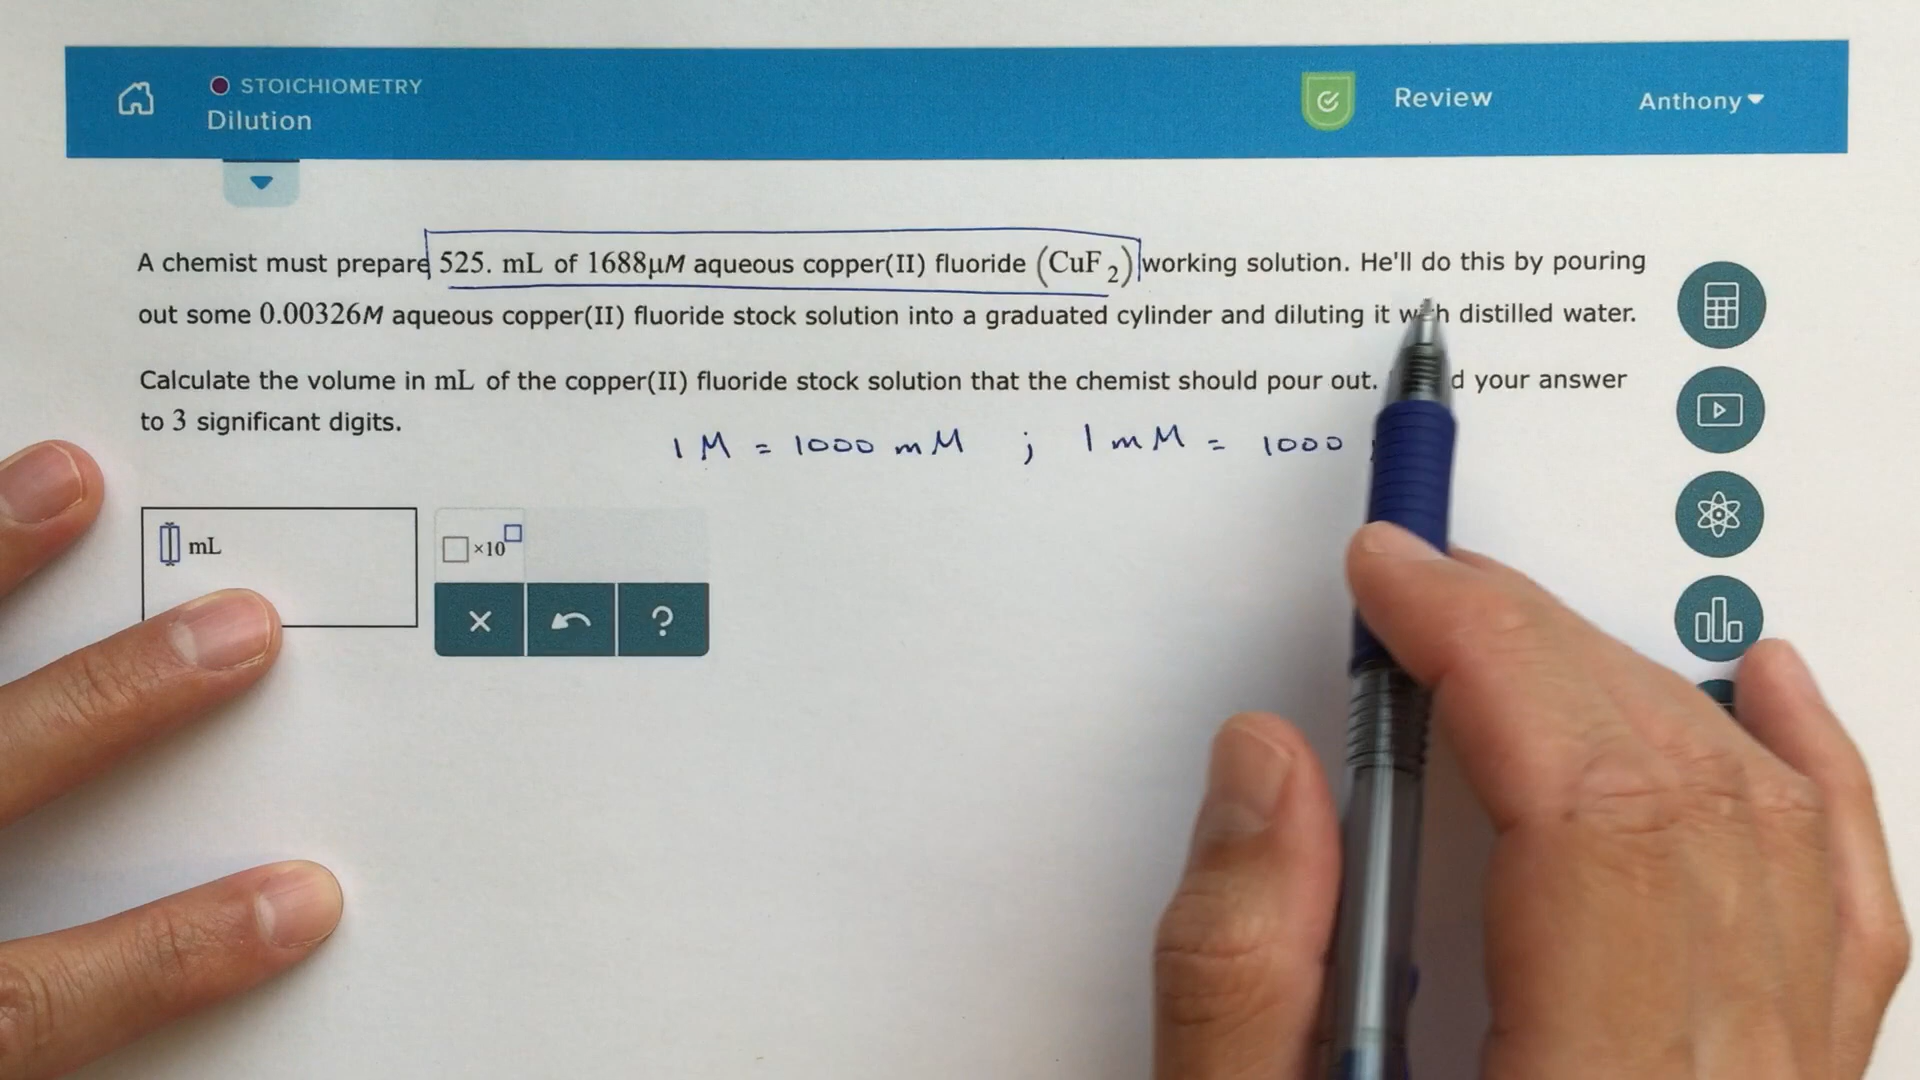 STOICHIOMETRY
Dilution
Review
Anthony
A chemist must prepare 525. mL of 1688μM aqueous copper(II) fluoride (CuF₂) working solution. He'll do this by pouring
out some 0.00326M aqueous copper(II) fluoride stock solution into a graduated cylinder and diluting it distilled water.
Calculate the volume in mL of the copper(II) fluoride stock solution that the chemist should pour out. your answer
to 3 significant digits.
1 M = 1000 mM ; 1 mM = 1000
mL
×10
?